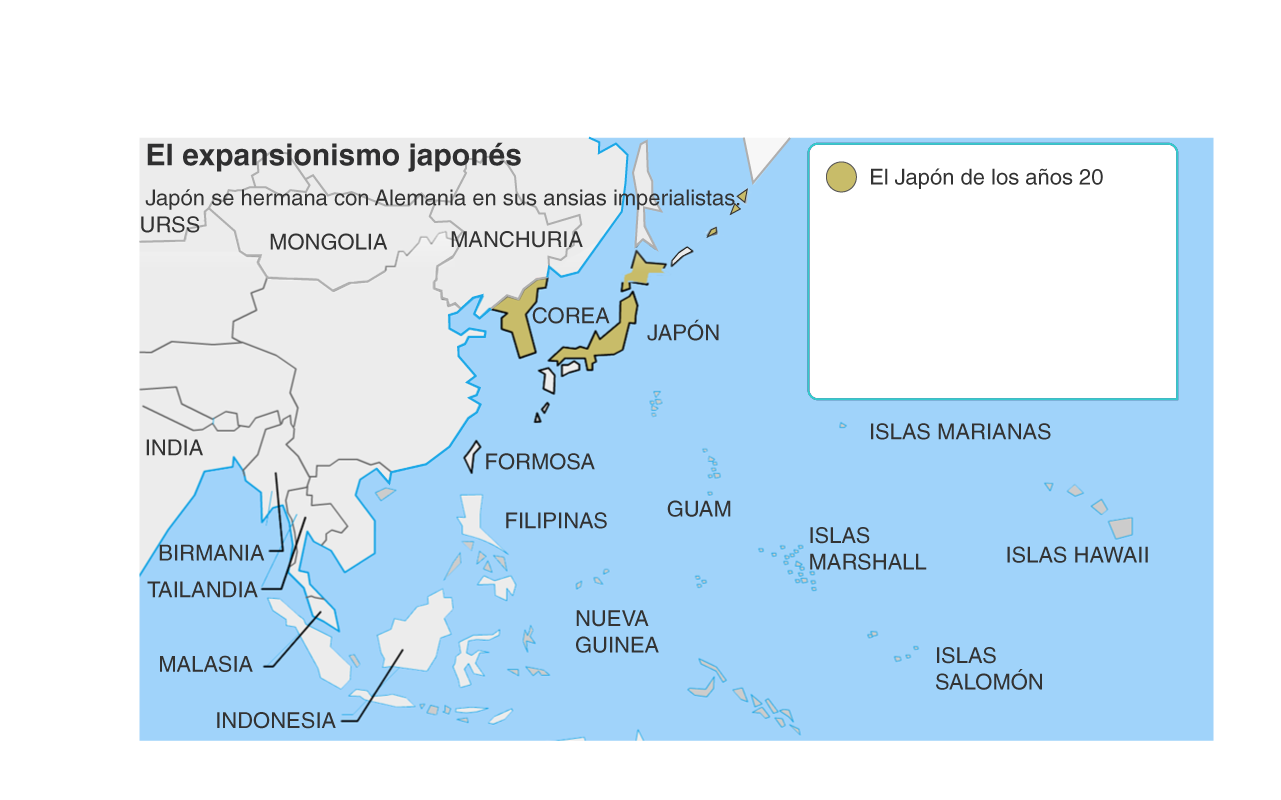 El expansionismo japonés
Japón se hermana con Alemania en sus ansias imperialistas.
El Japón de los años 20
URSS
MONGOLIA
MANCHURIA
COREA
JAPÓN
INDIA
FORMOSA
ISLAS MARIANAS
FILIPINAS
GUAM
ISLAS
MARSHALL
ISLAS HAWAII
BIRMANIA
TAILANDIA
NUEVA
GUINEA
MALASIA
ISLAS
SALOMÓN
INDONESIA